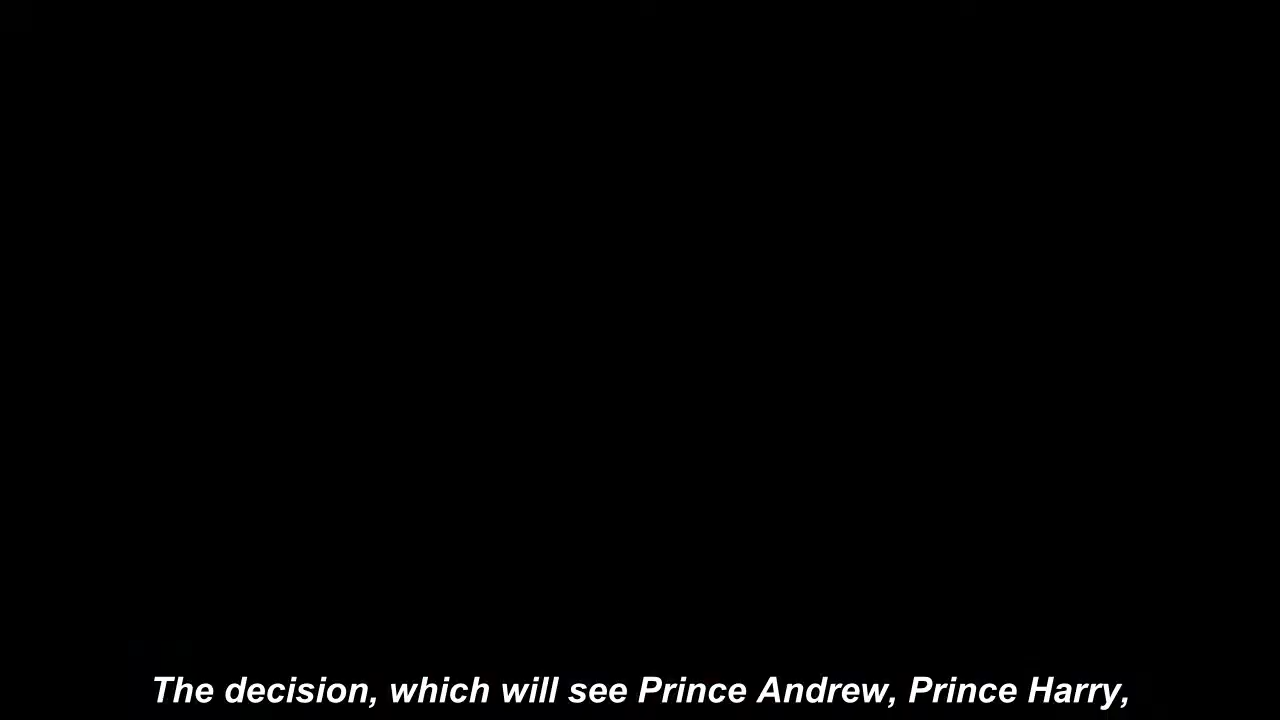 The decision, which will see Prince Andrew, Prince Harry,